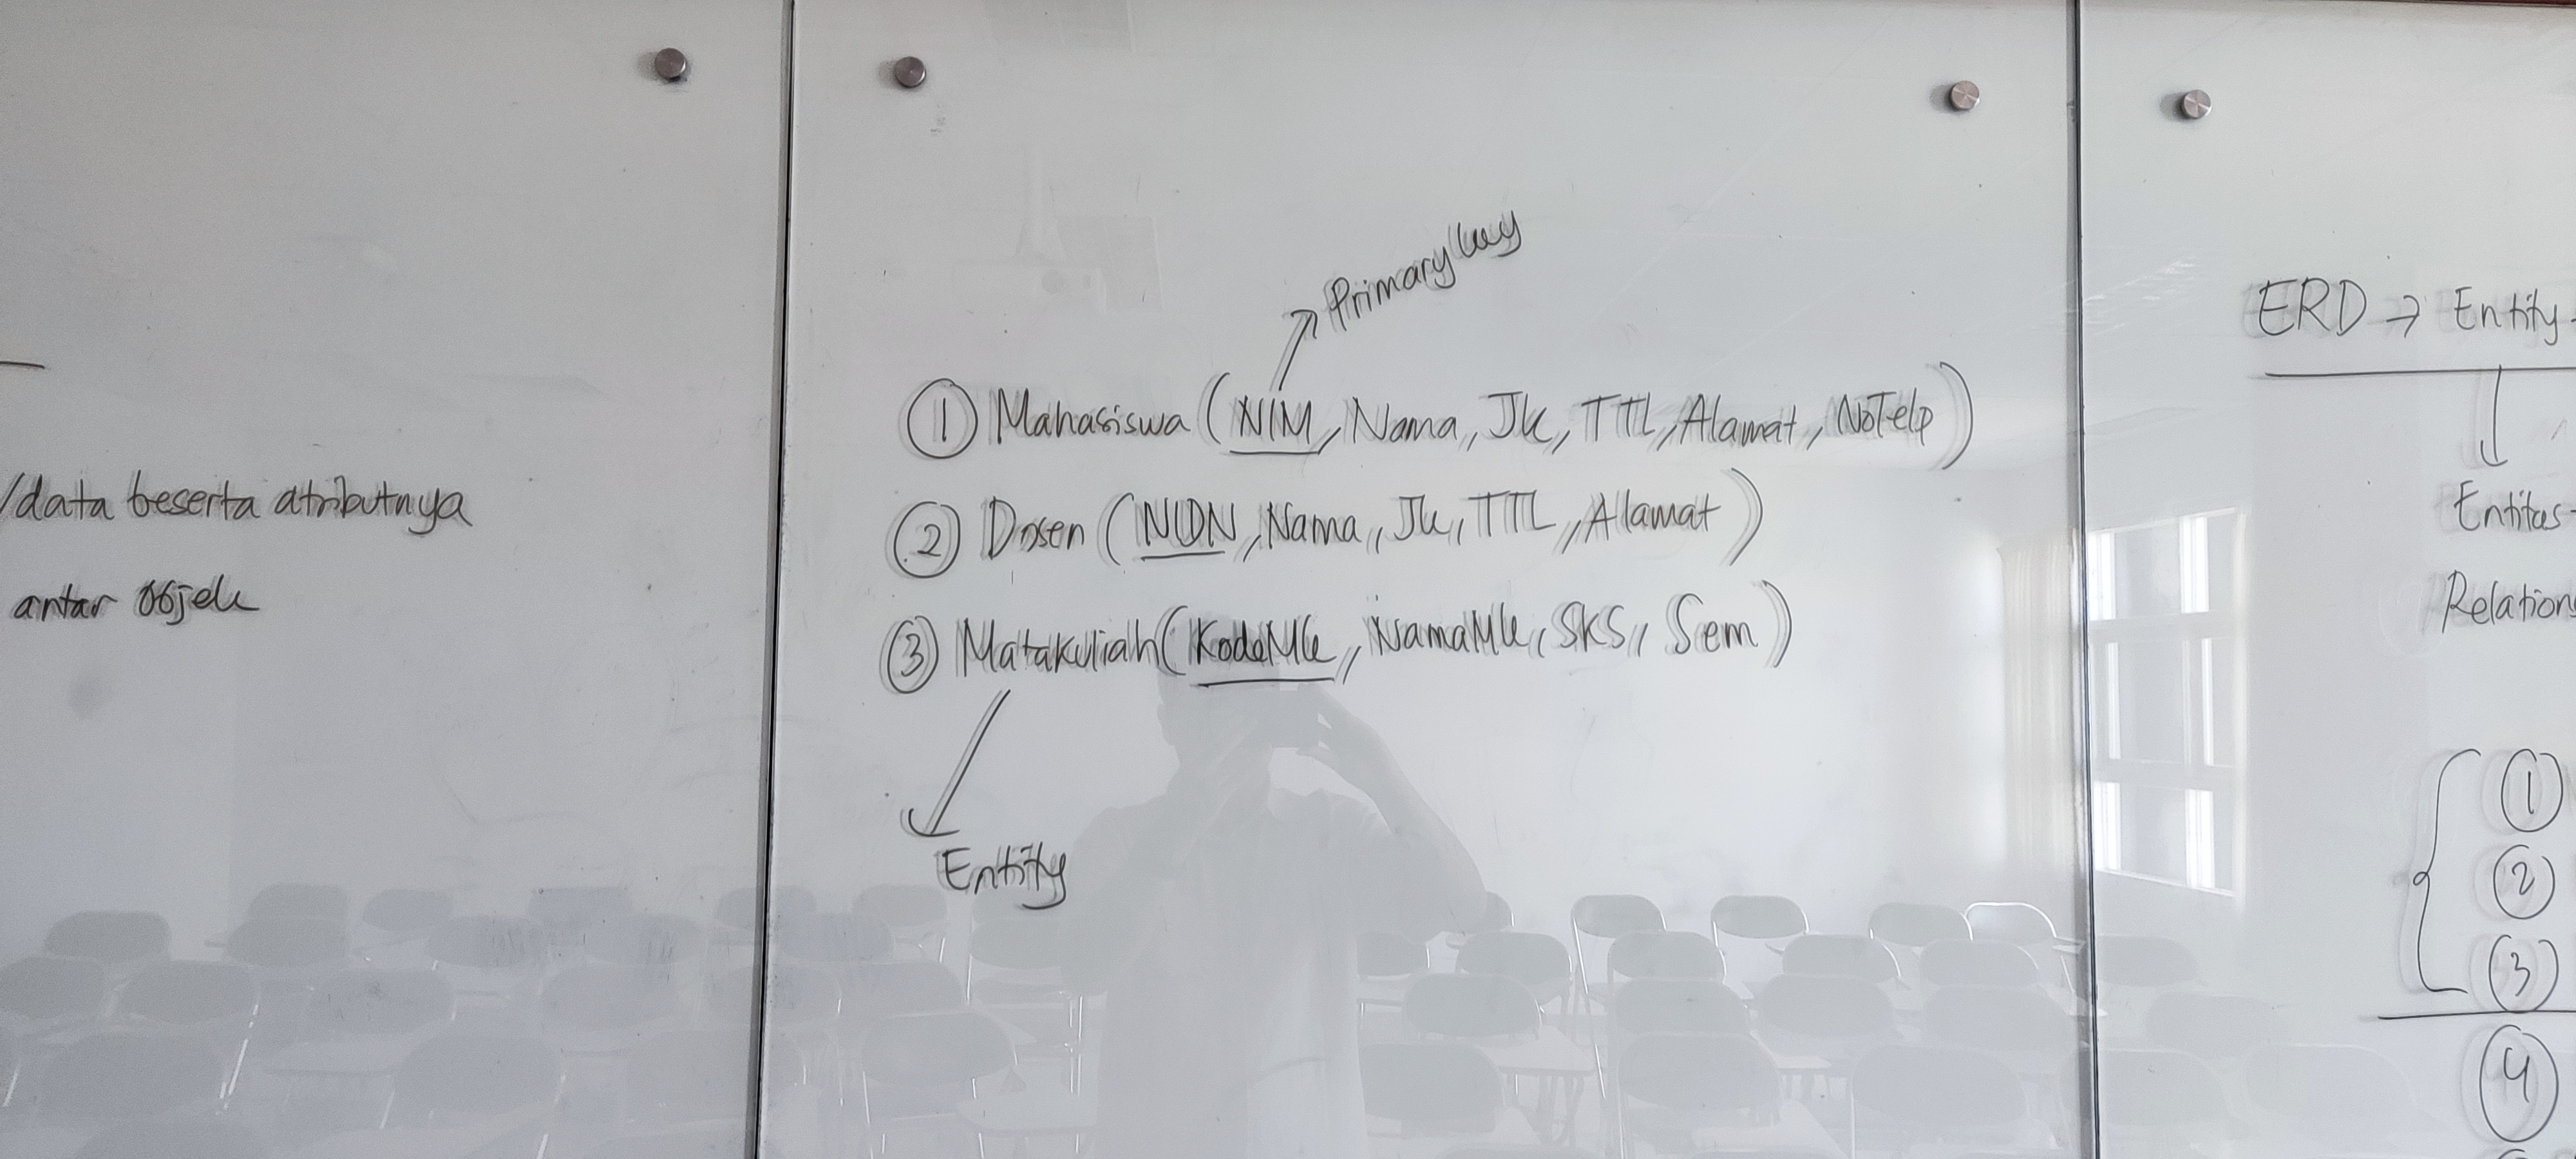 /data beserta atributnya
antar objek
Primary key
① Mahasiswa (NIM, Nama, Jk, TTL, Alamat, NoTelp)
② Dosen (NIDN, Nama, Jk, TTL, Alamat)
③ Matakuliah (KodeMk, NamaMk, SKS, Sem)
Entity
ERD → Entity
Entitas
Relation
①
②
③
④